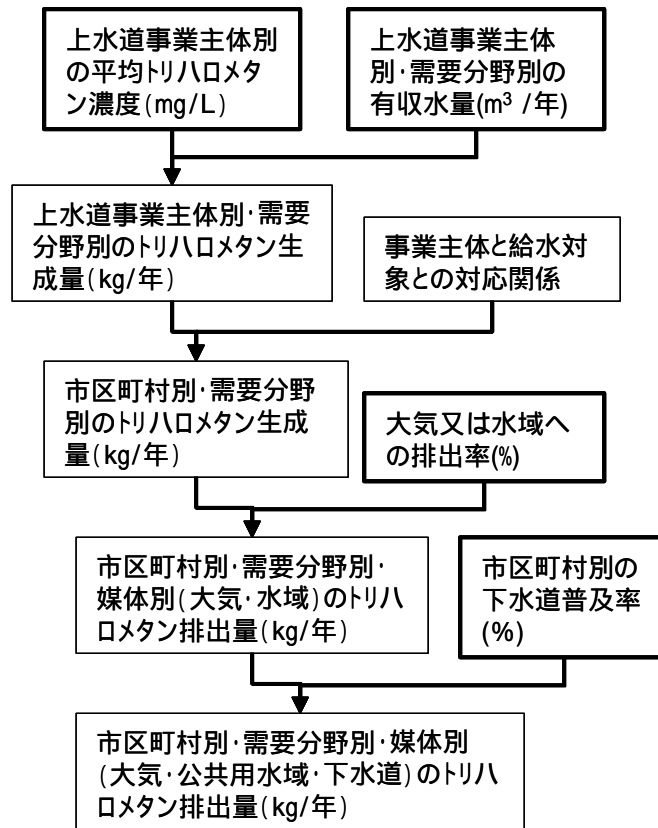 上水道事業主体別
の平均トリハロメタ
ン濃度(mg/L)
上水道事業主体
別・需要分野別の
有収水量(m³ /年)
上水道事業主体別・需要
分野別のトリハロメタン生
成量(kg/年)
事業主体と給水対
象との対応関係
市区町村別・需要分野
別のトリハロメタン生成
量(kg/年)
大気又は水域へ
の排出率(%)
市区町村別・需要分野別・
媒体別(大気・水域)のトリハ
ロメタン排出量(kg/年)
市区町村別の
下水道普及率
(%)
市区町村別・需要分野別・媒体別
(大気・公共用水域・下水道)のトリハ
ロメタン排出量(kg/年)